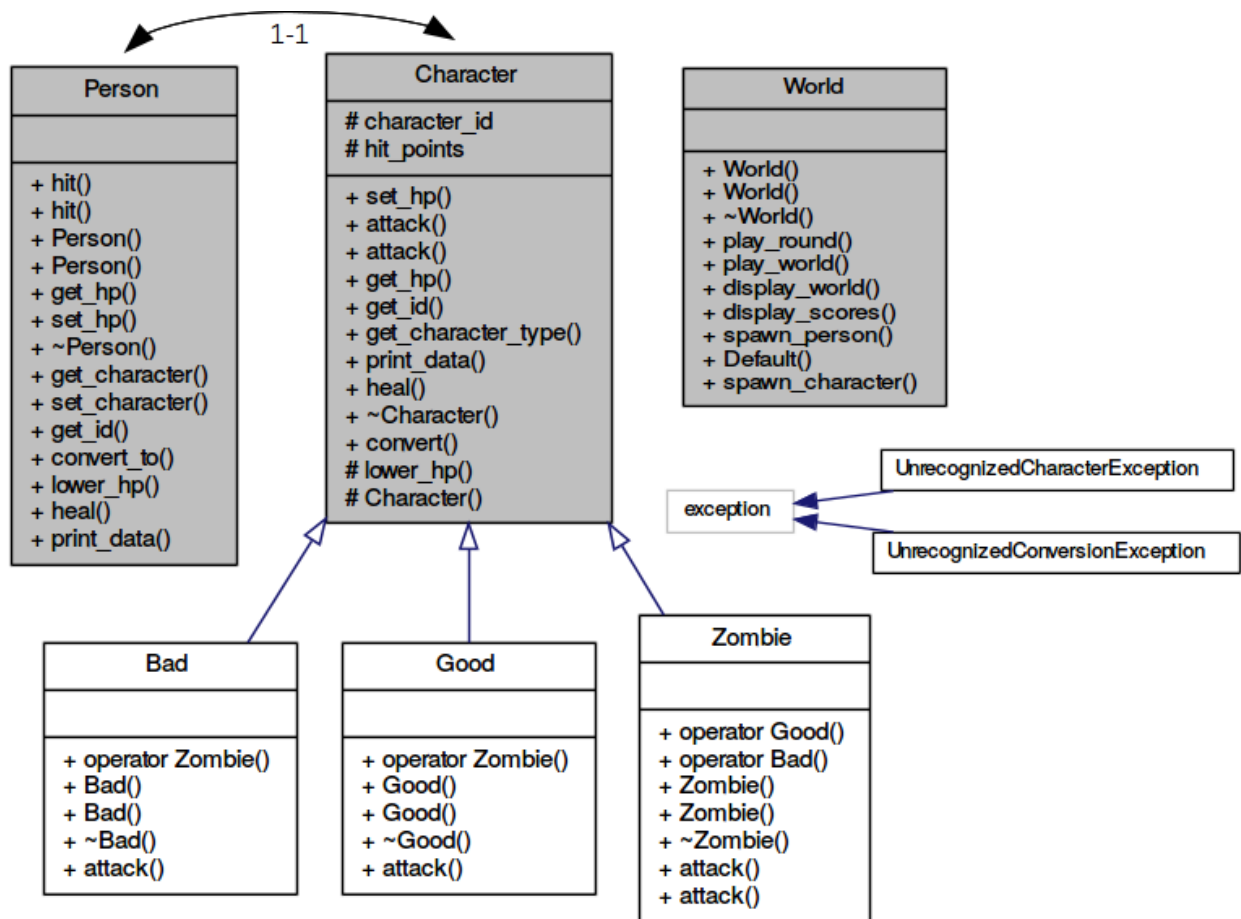 1-1
Person
+ hit()
+ hit()
+ Person()
+ Person()
+ get_hp()
+ set_hp()
+ ~Person()
+ get_character()
+ set_character()
+ get_id()
+ convert_to()
+ lower_hp()
+ heal()
+ print_data()
Character
# character_id
# hit_points
+ set_hp()
+ attack()
+ attack()
+ get_hp()
+ get_id()
+ get_character_type()
+ print_data()
+ heal()
+ ~Character()
+ convert()
# lower_hp()
# Character()
World
+ World()
+ World()
+ ~World()
+ play_round()
+ play_world()
+ display_world()
+ display_scores()
+ spawn_person()
+ Default()
+ spawn_character()
UnrecognizedCharacterException
exception
UnrecognizedConversionException
Bad
+ operator Zombie()
+ Bad()
+ Bad()
+ ~Bad()
+ attack()
Good
+ operator Zombie()
+ Good()
+ Good()
+ ~Good()
+ attack()
Zombie
+ operator Good()
+ operator Bad()
+ Zombie()
+ Zombie()
+ ~Zombie()
+ attack()
+ attack()